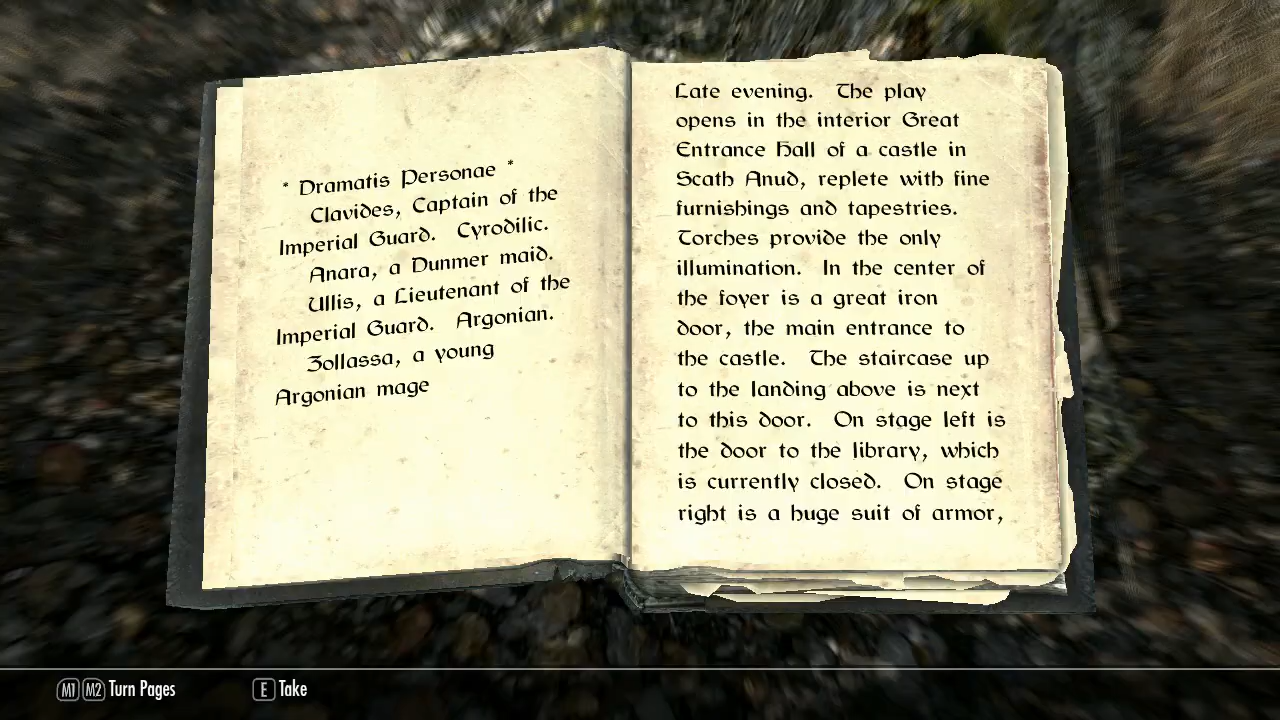 * Dramatis Personae *
Clavides, Captain of the
Imperial Guard. Cyrodilic.
Anara, a Dunmer maid.
Ullis, a Lieutenant of the
Imperial Guard. Argonian.
Zollassa, a young
Argonian mage
Late evening. The play
opens in the interior Great
Entrance Hall of a castle in
Scath Anud, replete with fine
furnishings and tapestries.
Torches provide the only
illumination. In the center of
the foyer is a great iron
door, the main entrance to
the castle. The staircase up
to the landing above is next
to this door. On stage left is
the door to the library, which
is currently closed. On stage
right is a huge suit of armor,
M1 M2 Turn Pages
E Take